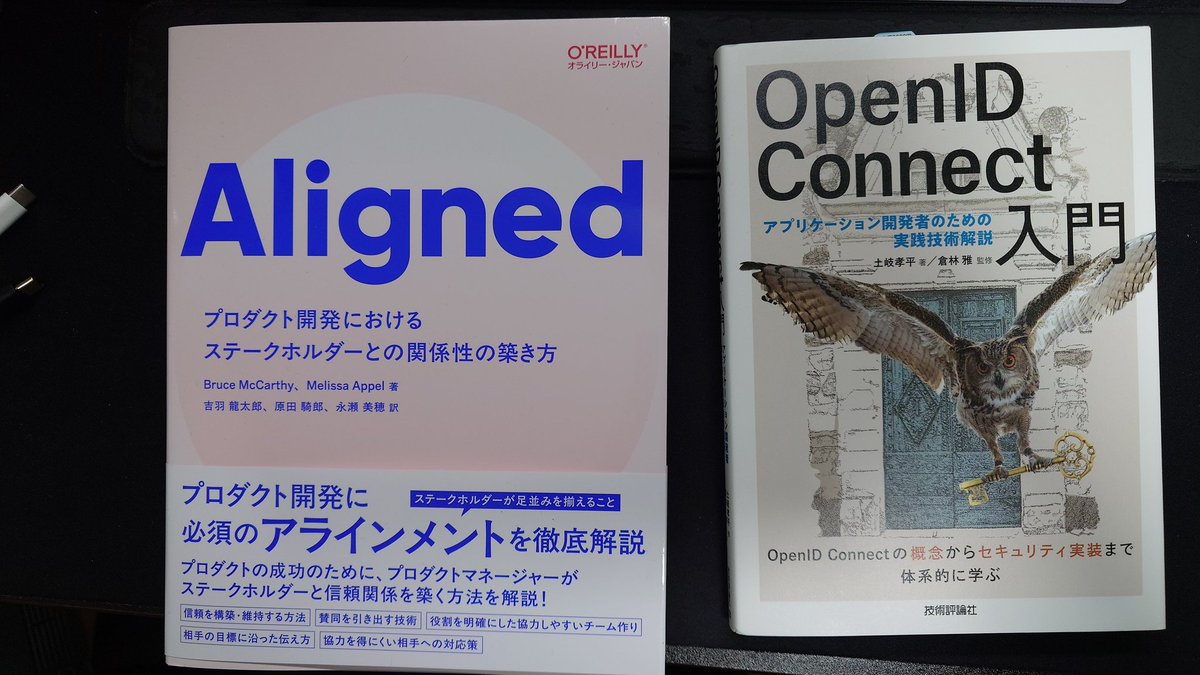 O'REILLY®
オライリー・ジャパン
Aligned
プロダクト開発における
ステークホルダーとの関係性の築き方
Bruce McCarthy、Melissa Appel 著
吉羽 龍太郎、原田 騎郎、永瀬 美穂 訳
プロダクト開発に
ステークホルダーが足並みを揃えること
必須のアラインメントを徹底解説
プロダクトの成功のために、プロダクトマネージャーが
ステークホルダーと信頼関係を築く方法を解説!
信頼を構築・維持する方法
賛同を引き出す技術
役割を明確にした協力しやすいチーム作り
相手の目標に沿った伝え方
協力を得にくい相手への対応策
OpenID
Connect
入門
アプリケーション開発者のための
実践技術解説
土岐孝平 著/倉林 雅 監修
OpenID Connectの概念からセキュリティ実装まで
体系的に学ぶ
技術評論社